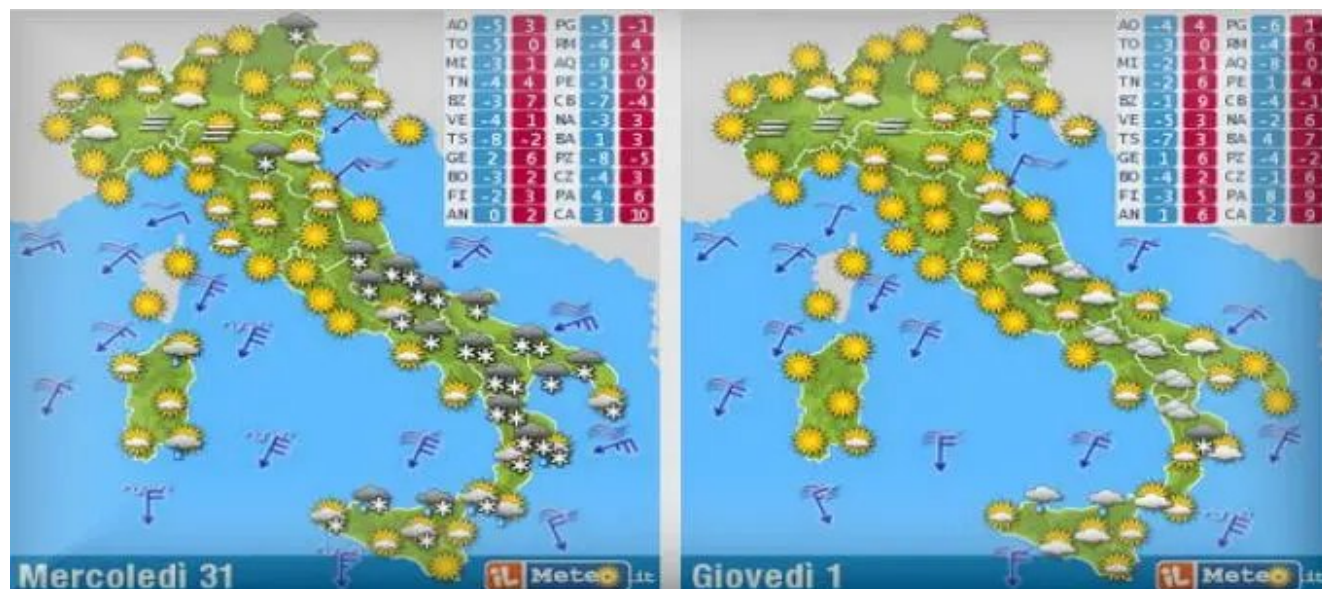 AO -5 3 PG -5 -1
TO -5 0 RM -4 4
MI -3 1 AQ -9 -5
TN -4 4 PE -1 0
BZ -3 7 CB -7 -4
VE -4 1 NA -3 3
TS -8 -2 BA 1 3
GE 2 6 PZ -8 -5
BO -3 2 CZ -4 3
FI -2 3 PA 4 6
AN 0 2 CA 3 10
Mercoledì 31
iL Meteo.it
AO -4 4 PG -6 1
TO -3 0 RM -4 6
MI -2 1 AQ -8 0
TN -2 6 PE 1 4
BZ -1 9 CB -4 -1
VE -5 3 NA -2 6
TS -7 3 BA 4 7
GE 1 6 PZ -4 -2
BO -4 2 CZ -1 6
FI -3 5 PA 8 9
AN 1 6 CA 2 9
Giovedì 1
iL Meteo.it